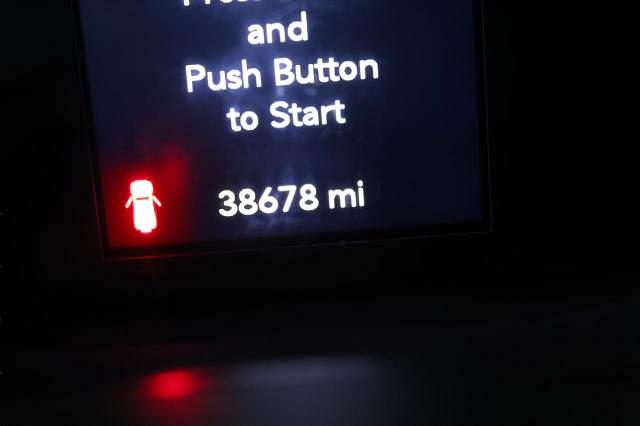 and
Push Button
to Start
38678 mi